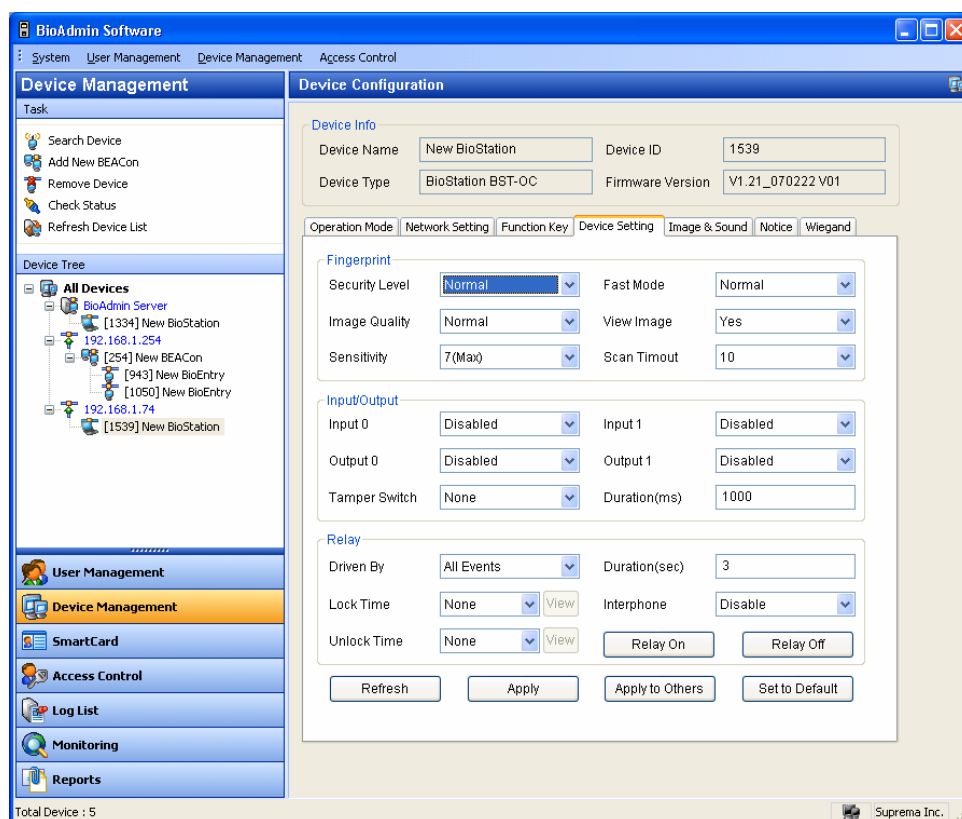 BioAdmin Software
System User Management Device Management Access Control
Device Management
Task
Search Device
Add New BEACon
Remove Device
Check Status
Refresh Device List
Device Tree
All Devices
BioAdmin Server
[1334] New BioStation
192.168.1.254
[254] New BEACon
[943] New BioEntry
[1050] New BioEntry
192.168.1.74
[1539] New BioStation
User Management
Device Management
SmartCard
Access Control
Log List
Monitoring
Reports
Device Configuration
Device Info
Device Name New BioStation Device ID 1539
Device Type BioStation BST-OC Firmware Version V1.21_070222 V01
Operation Mode Network Setting Function Key Device Setting Image & Sound Notice Wiegand
Fingerprint
Security Level Normal Fast Mode Normal
Image Quality Normal View Image Yes
Sensitivity 7(Max) Scan Timout 10
Input/Output
Input 0 Disabled Input 1 Disabled
Output 0 Disabled Output 1 Disabled
Tamper Switch None Duration(ms) 1000
Relay
Driven By All Events Duration(sec) 3
Lock Time None View Interphone Disable
Unlock Time None View Relay On Relay Off
Refresh Apply Apply to Others Set to Default
Total Device : 5 Suprema Inc.